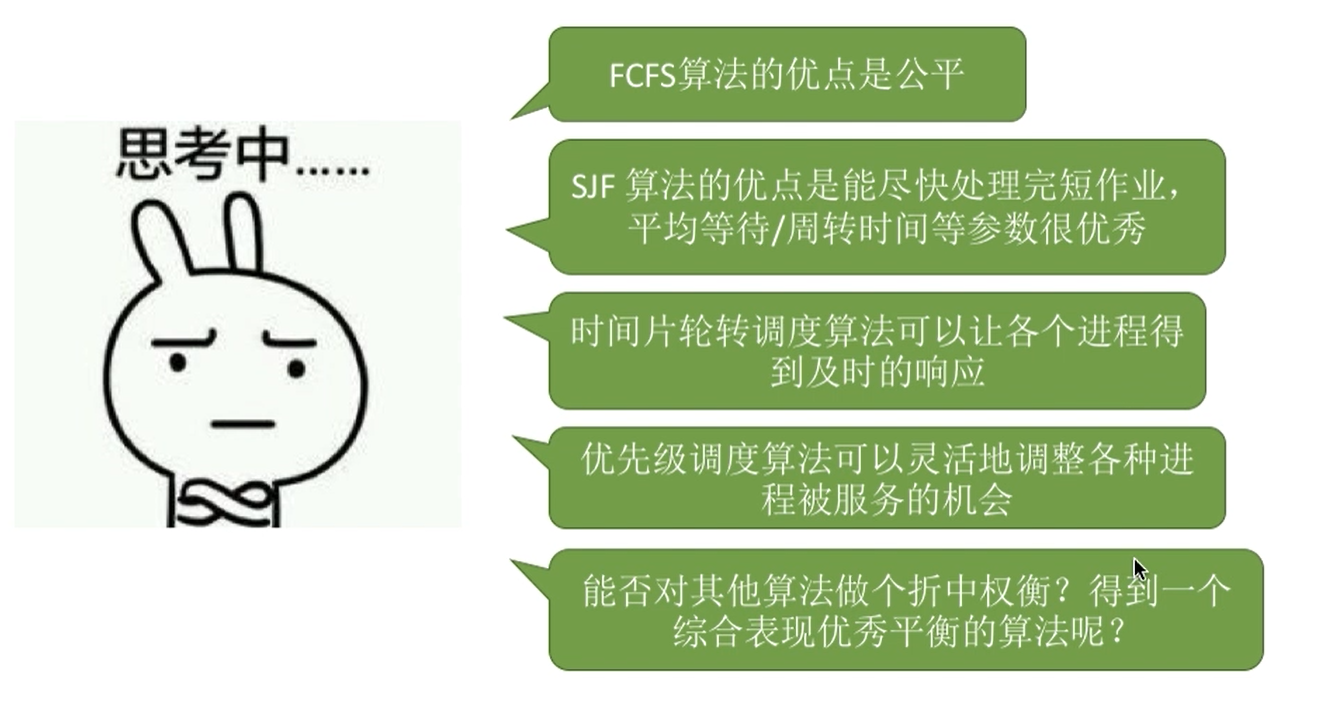 思考中……
FCFS算法的优点是公平
SJF 算法的优点是能尽快处理完短作业，
平均等待/周转时间等参数很优秀
时间片轮转调度算法可以让各个进程得
到及时的响应
优先级调度算法可以灵活地调整各种进
程被服务的机会
能否对其他算法做个折中权衡？得到一个
综合表现优秀平衡的算法呢？